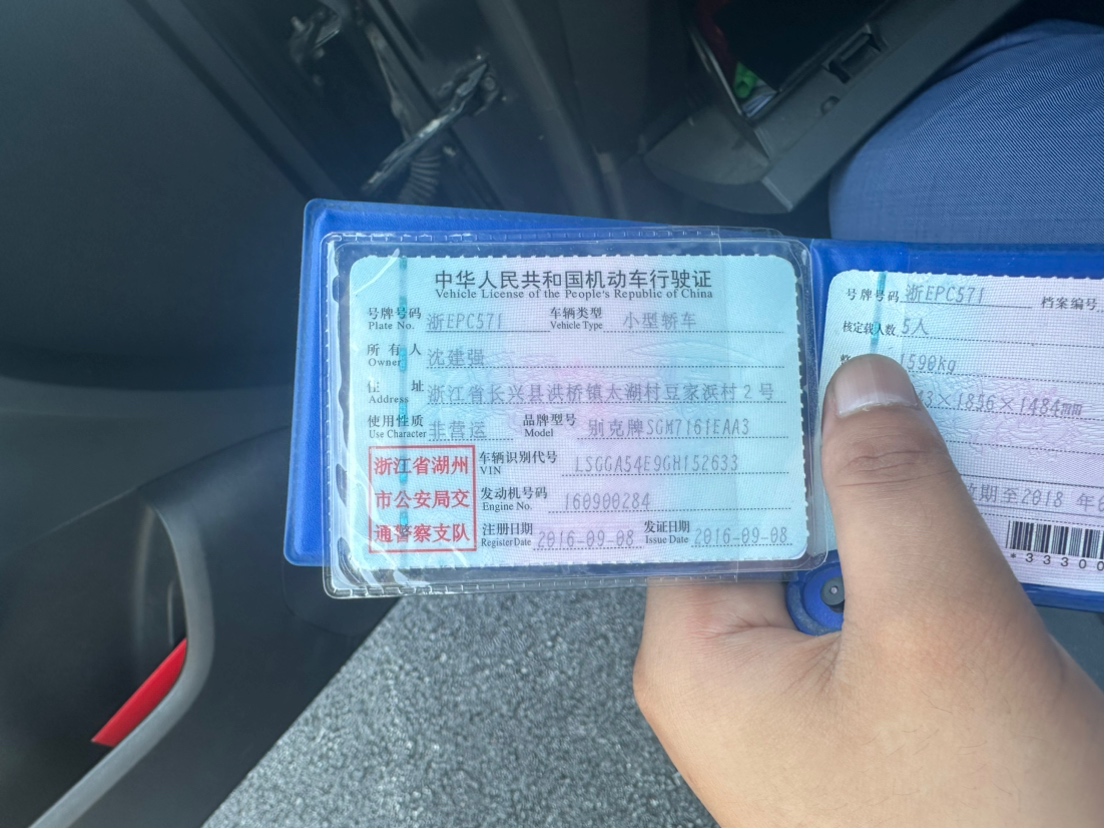 中华人民共和国机动车行驶证
Vehicle License of the People's Republic of China
号牌号码 浙EPC571 车辆类型 小型轿车
Plate No. Vehicle Type
所有人 沈建强
Owner
住址 浙江省长兴县洪桥镇太湖村豆家浜村2号
Address
使用性质 非营运 品牌型号 别克牌SGM7161EAA3
Use Character Model
浙江省湖州
市公安局交
通警察支队
车辆识别代号 LSGGA54E9GH152633
VIN
发动机号码 160900284
Engine No.
注册日期 2016-09-08 发证日期 2016-09-08
Register Date Issue Date
号牌号码 浙EPC571 档案编号
核定载人数 5人
1590kg
3×1856×1484mm
期至2018 年
*33300